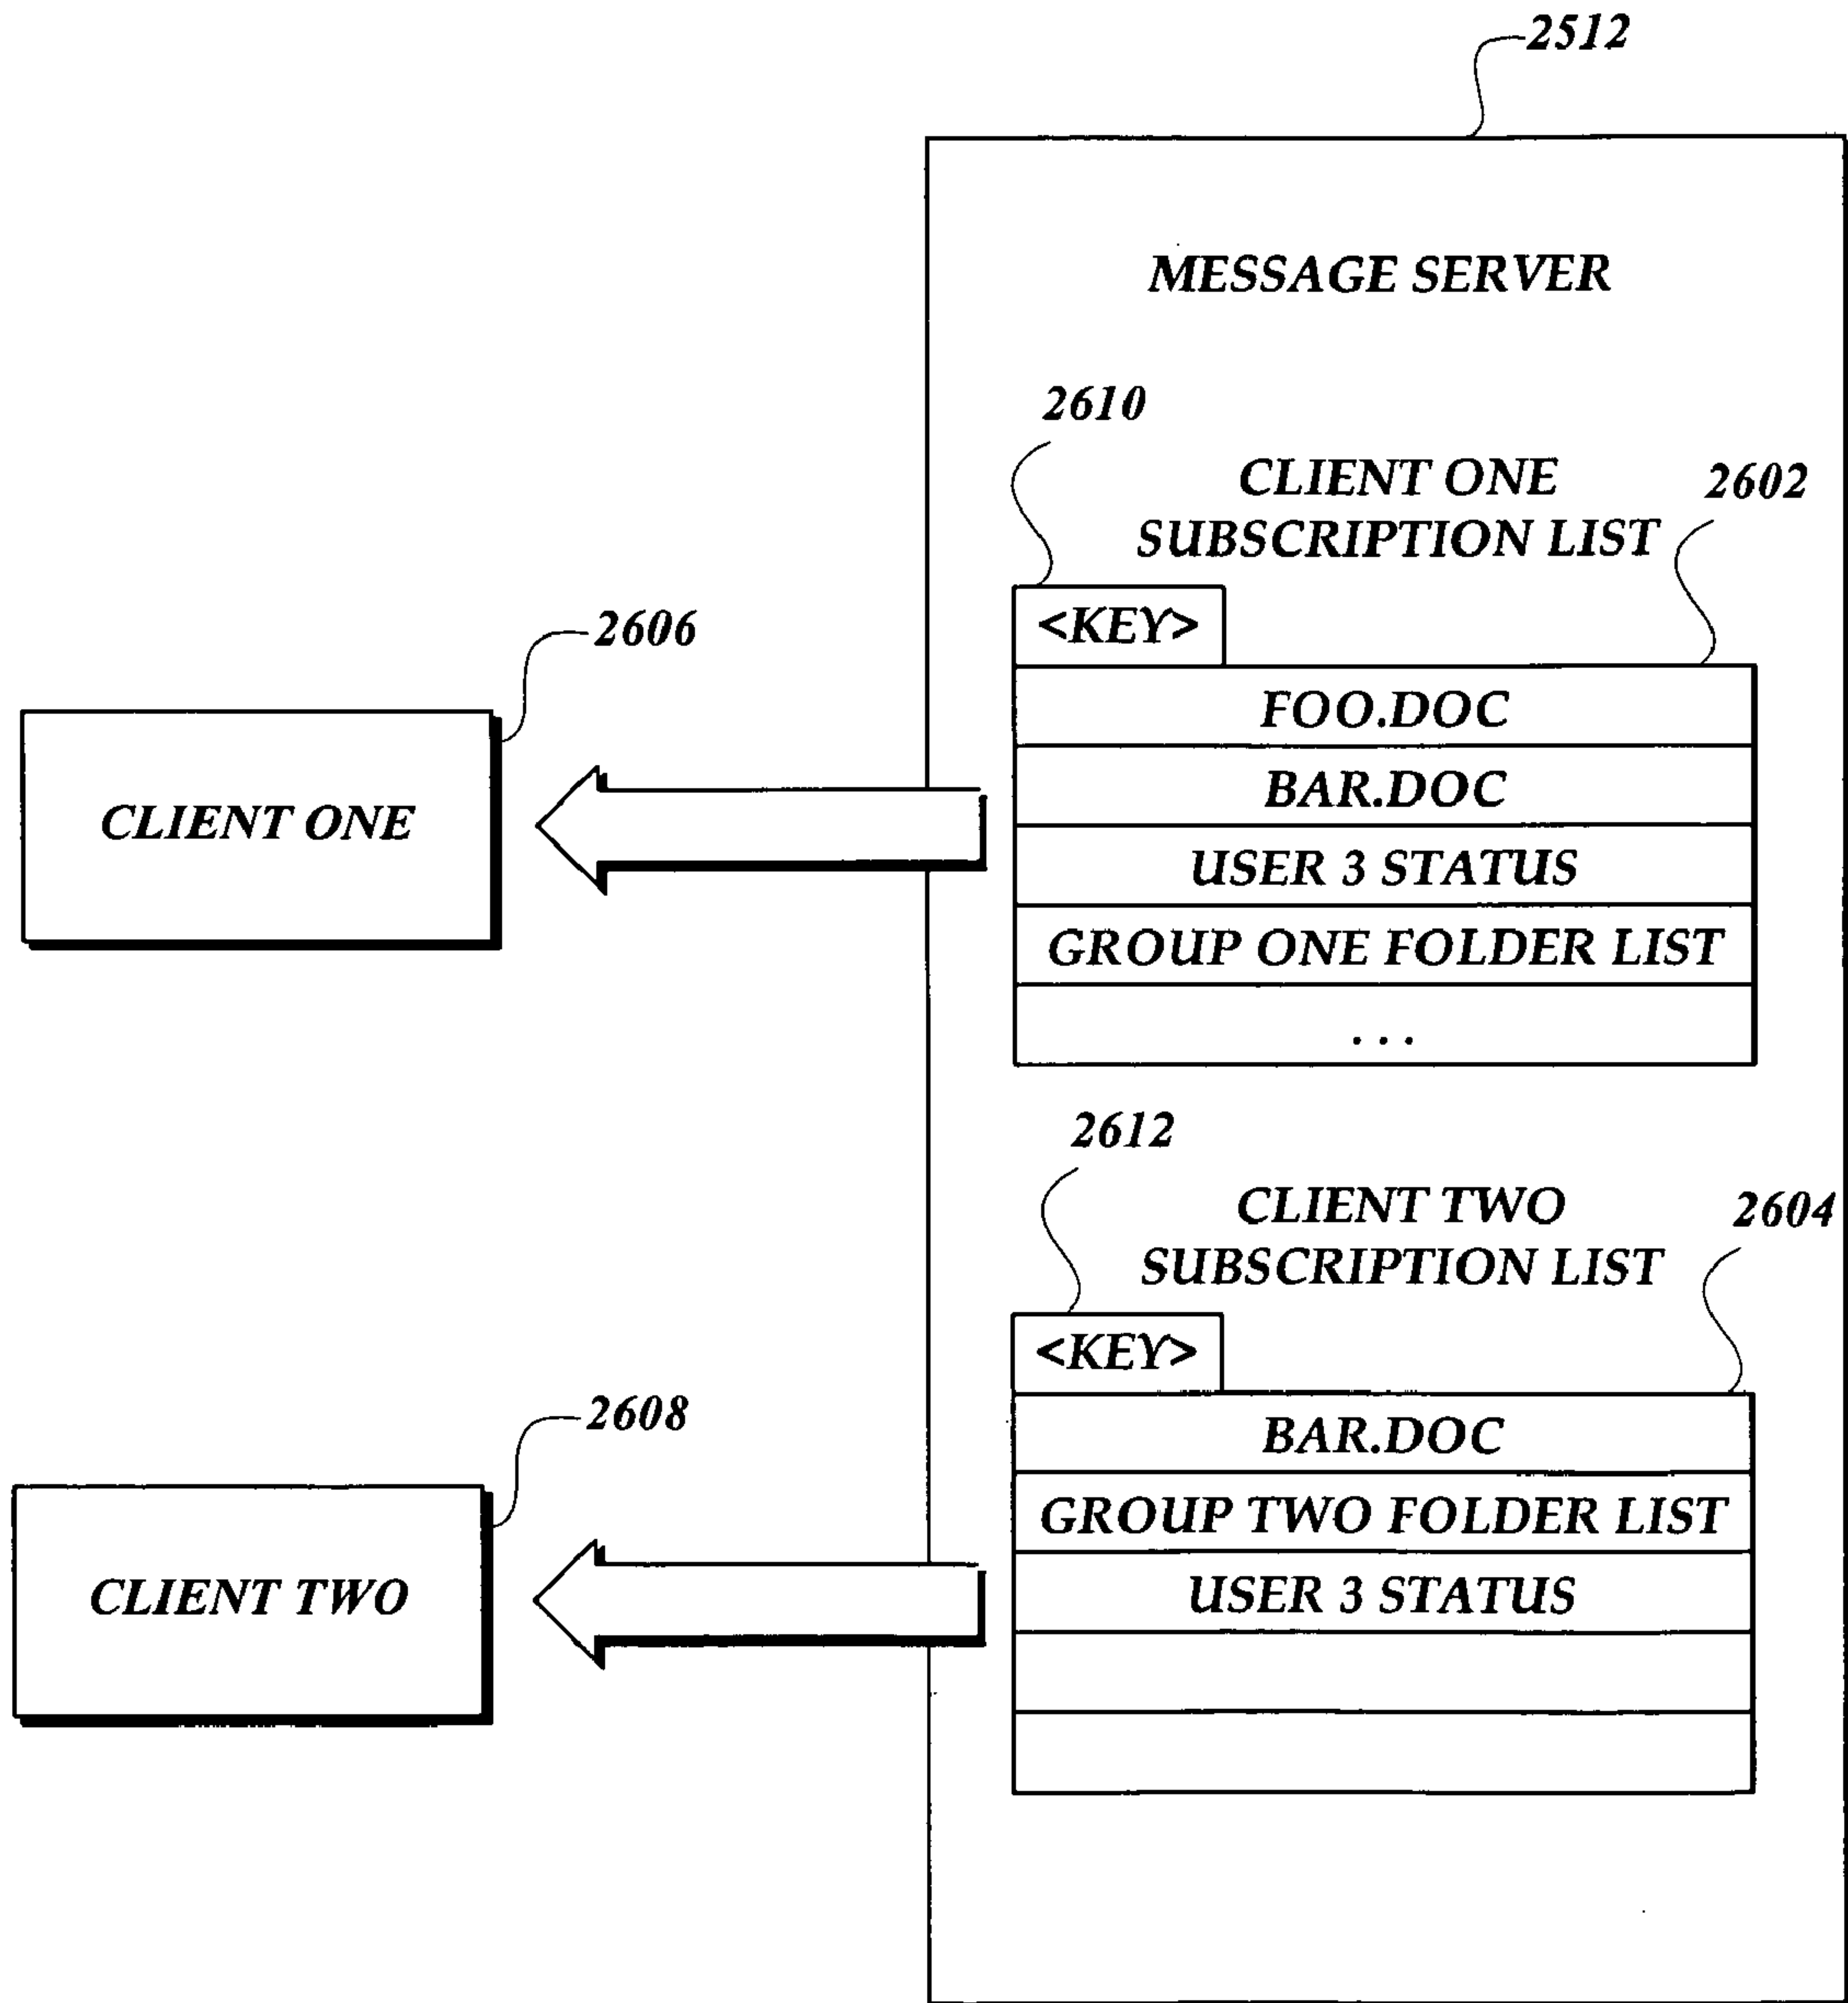 2512
MESSAGE SERVER
2610
CLIENT ONE
SUBSCRIPTION LIST
2602
<KEY>
FOO.DOC
BAR.DOC
USER 3 STATUS
GROUP ONE FOLDER LIST
. . .
2606
CLIENT ONE
2612
CLIENT TWO
SUBSCRIPTION LIST
2604
<KEY>
BAR.DOC
GROUP TWO FOLDER LIST
USER 3 STATUS
2608
CLIENT TWO